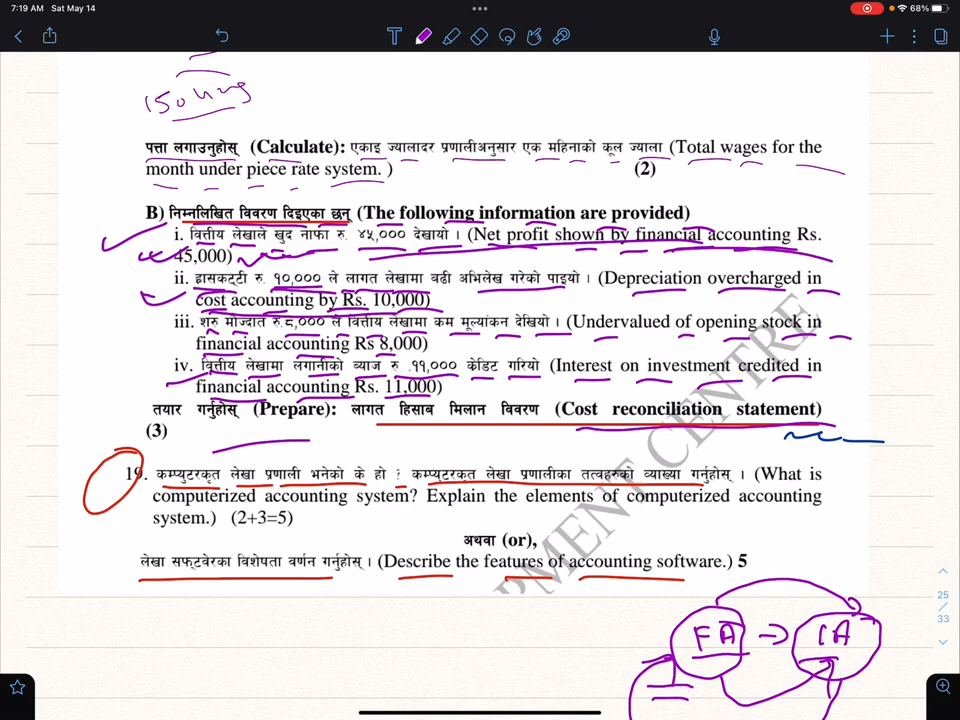 7:19 AM Sat May 14
68%
150 Hug
पत्ता लगाउनुहोस् (Calculate): एकाइ ज्यालादर प्रणालीअनुसार एक महिनाको कूल ज्याला (Total wages for the
month under piece rate system. ) (2)
B) निम्नलिखित विवरण दिइएका छन् (The following information are provided)
i. वित्तीय लेखाले खुद नाफा रु. ४५,००० देखायो । (Net profit shown by financial accounting Rs.
45,000)
ii. ह्रासकट्टी रु. १०,००० ले लागत लेखामा बढी अभिलेख गरेको पाइयो । (Depreciation overcharged in
cost accounting by Rs. 10,000)
iii. शुरु मौज्दात रु.८,००० ले वित्तीय लेखामा कम मूल्यांकन देखियो । (Undervalued of opening stock in
financial accounting Rs 8,000)
iv. वित्तीय लेखामा लगानीको व्याज रु .११,००० केडिट गरियो (Interest on investment credited in
financial accounting Rs. 11,000)
तयार गर्नुहोस् (Prepare): लागत हिसाब मिलान विवरण (Cost reconciliation statement)
(3)
19. कम्प्युटरकृत लेखा प्रणाली भनेको के हो ? कम्प्युटरकृत लेखा प्रणालीका तत्वहरुको व्याख्या गर्नुहोस् । (What is
computerized accounting system? Explain the elements of computerized accounting
system.) (2+3=5)
अथवा (or),
लेखा सफ्टवेरका विशेषता वर्णन गर्नुहोस् । (Describe the features of accounting software.) 5
OPMENT CENTRE
FA → CA
25
/
33